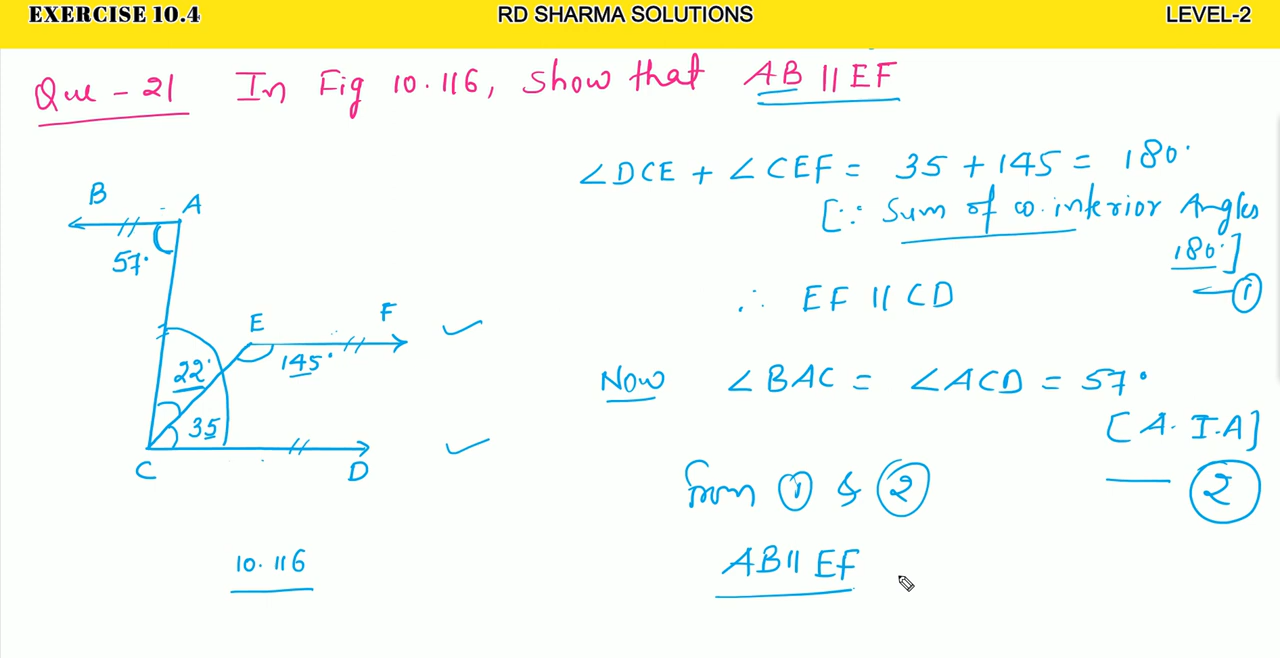 EXERCISE 10.4
RD SHARMA SOLUTIONS
LEVEL-2
Que - 21 In Fig 10.116, show that AB || EF
B
A
57°
E
F
22°
145°
35
C
D
10.116
∠DCE + ∠CEF = 35 + 145 = 180°
[∵ Sum of co.interior Angles
180°]
∴ EF || CD
①
Now ∠BAC = ∠ACD = 57°
[A.I.A]
②
from ① & ②
AB || EF